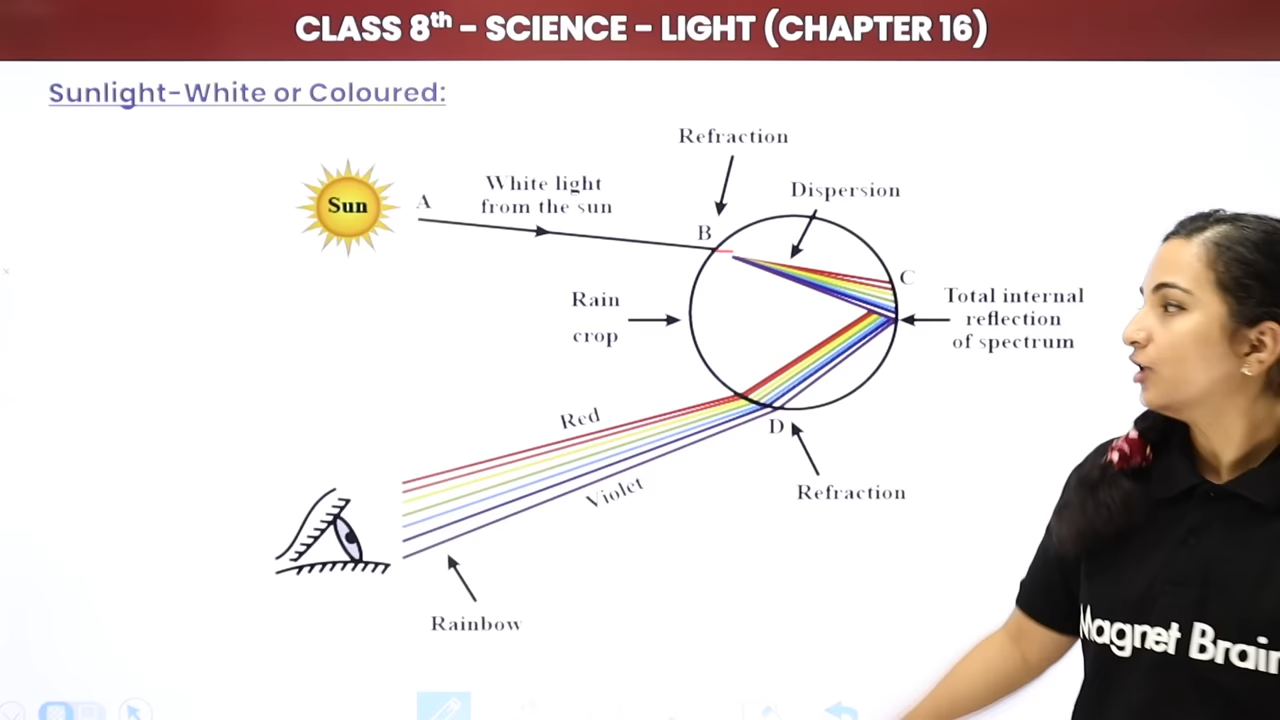 CLASS 8th – SCIENCE – LIGHT (CHAPTER 16)
Sunlight-White or Coloured:
Refraction
Dispersion
Sun
A
White light
from the sun
B
C
Rain
crop
Total internal
reflection
of spectrum
Red
D
Violet
Refraction
Rainbow
Magnet Brain